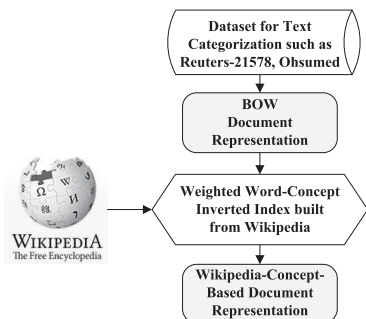 Dataset for Text
Categorization such as
Reuters-21578, Ohsumed
BOW
Document
Representation
Weighted Word-Concept
Inverted Index built
from Wikipedia
WIKIPEDIA
The Free Encyclopedia
Wikipedia-Concept-
Based Document
Representation